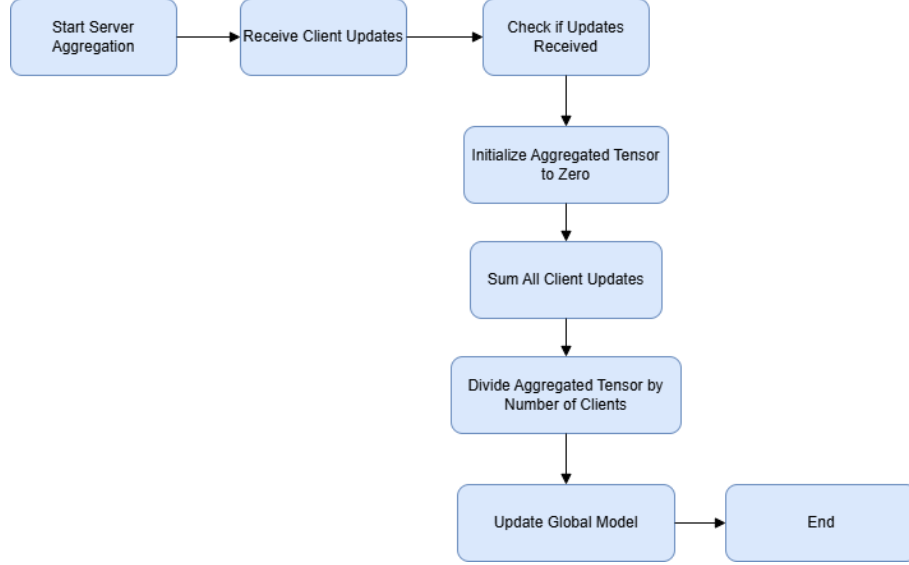 Start Server
Aggregation
Receive Client Updates
Check if Updates
Received
Initialize Aggregated Tensor
to Zero
Sum All Client Updates
Divide Aggregated Tensor by
Number of Clients
Update Global Model
End